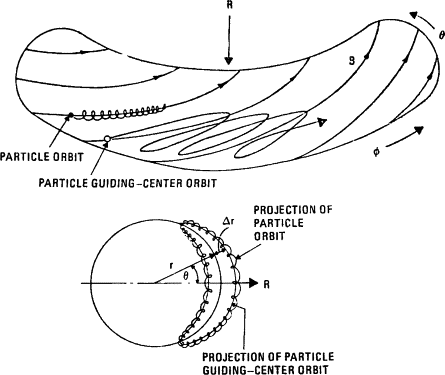 R
θ
B
PARTICLE ORBIT
φ
PARTICLE GUIDING-CENTER ORBIT
PROJECTION OF
PARTICLE
ORBIT
Δr
r
θ
R
PROJECTION OF PARTICLE
GUIDING-CENTER ORBIT